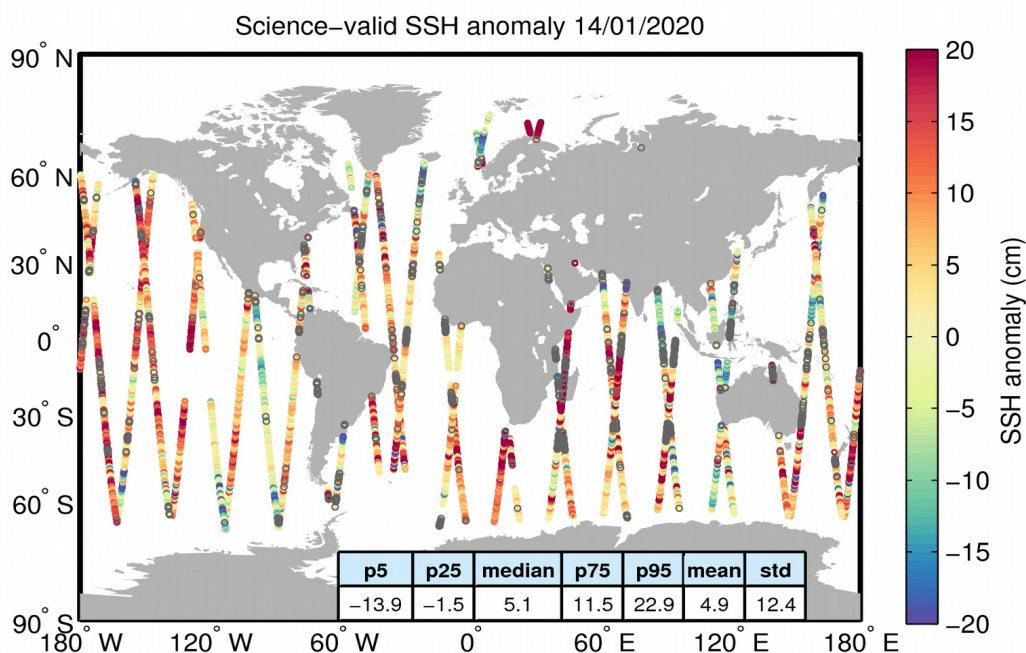 Science−valid SSH anomaly 14/01/2020
90° N
60° N
30° N
0°
30° S
60° S
90° S
180° W
120° W
60° W
0°
60° E
120° E
180° E
p5 p25 median p75 p95 mean std
−13.9 −1.5 5.1 11.5 22.9 4.9 12.4
20
15
10
5
0
−5
−10
−15
−20
SSH anomaly (cm)